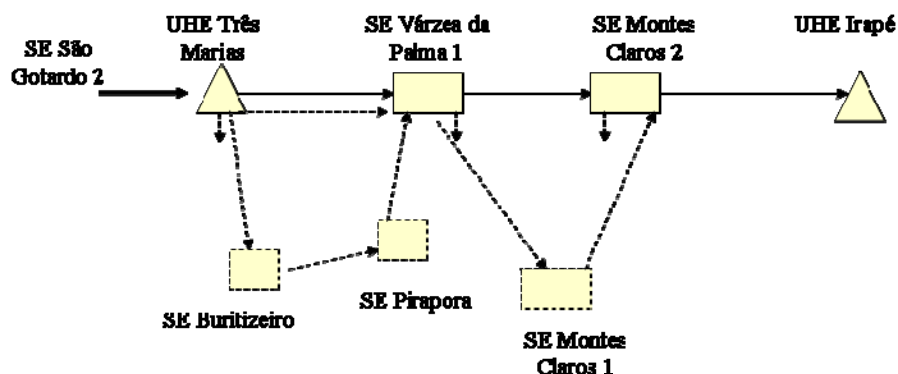 SE São
Gotardo 2
UHE Três
Marias
SE Várzea da
Palma 1
SE Montes
Claros 2
UHE Irapé
SE Buritizeiro
SE Pirapora
SE Montes
Claros 1